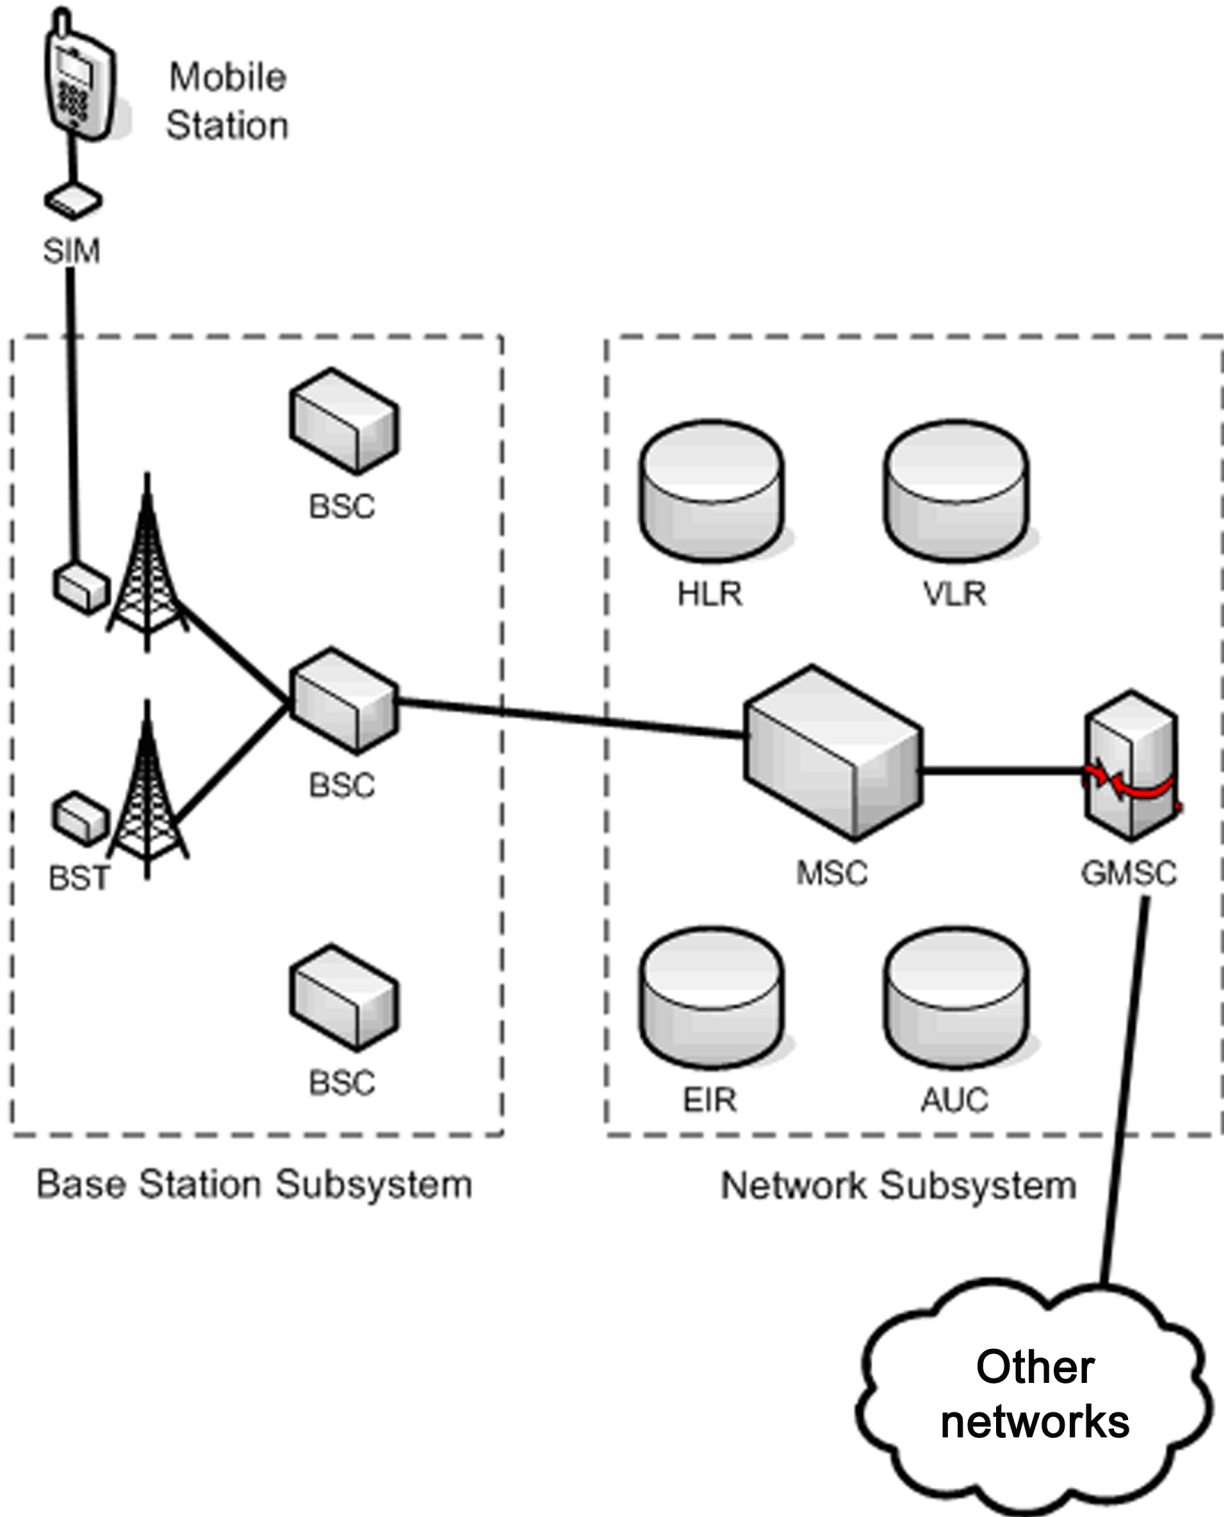 Mobile
Station
SIM
BSC
HLR
VLR
BSC
BST
MSC
GMSC
BSC
EIR
AUC
Base Station Subsystem
Network Subsystem
Other
networks